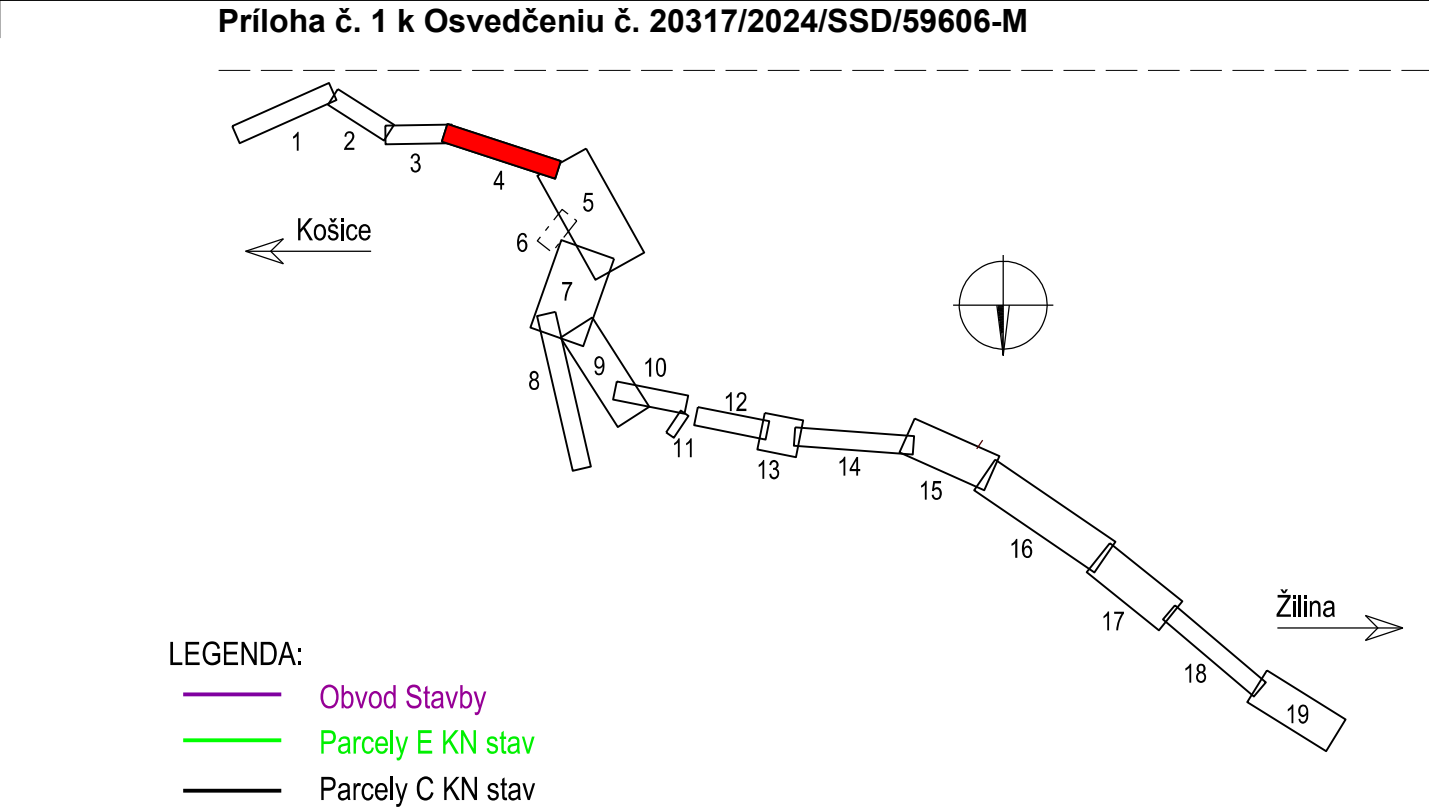 Príloha č. 1 k Osvedčeniu č. 20317/2024/SSD/59606-M
1
2
3
4
5
Košice
6
7
8
9
10
11
12
13
14
15
16
17
18
19
Žilina
LEGENDA:
Obvod Stavby
Parcely E KN stav
Parcely C KN stav